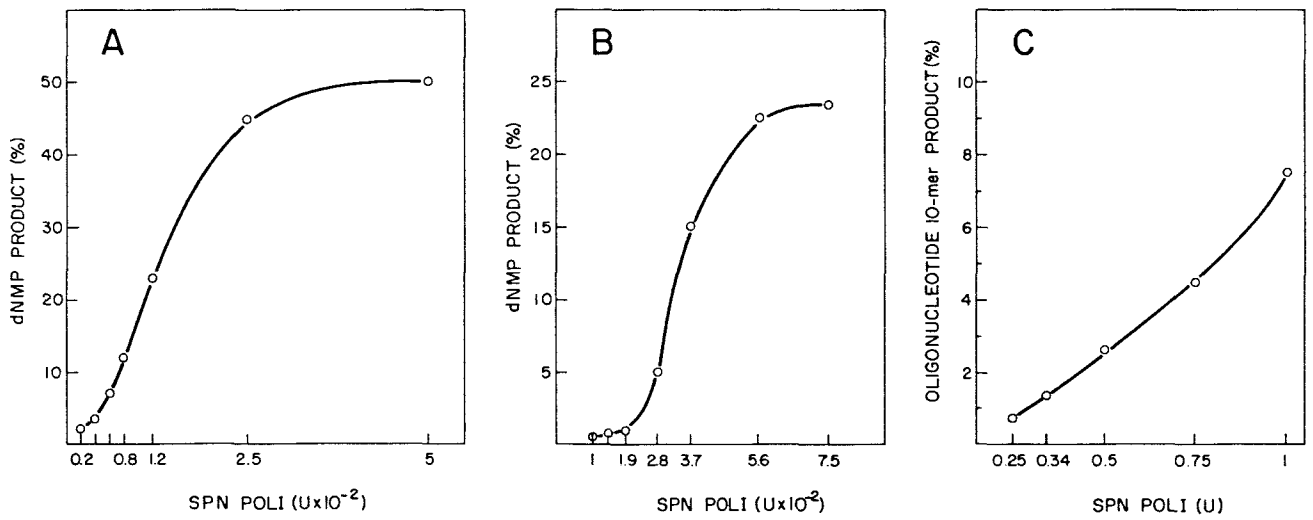 A
dNMP PRODUCT (%)
50
40
30
20
10
0.2 0.8 1.2 2.5 5
SPN POLI (Ux10-2)
B
dNMP PRODUCT (%)
25
20
15
10
5
1 1.9 2.8 3.7 5.6 7.5
SPN POLI (Ux10-2)
C
OLIGONUCLEOTIDE 10-mer PRODUCT (%)
10
8
6
4
2
0.25 0.34 0.5 0.75 1
SPN POLI (U)